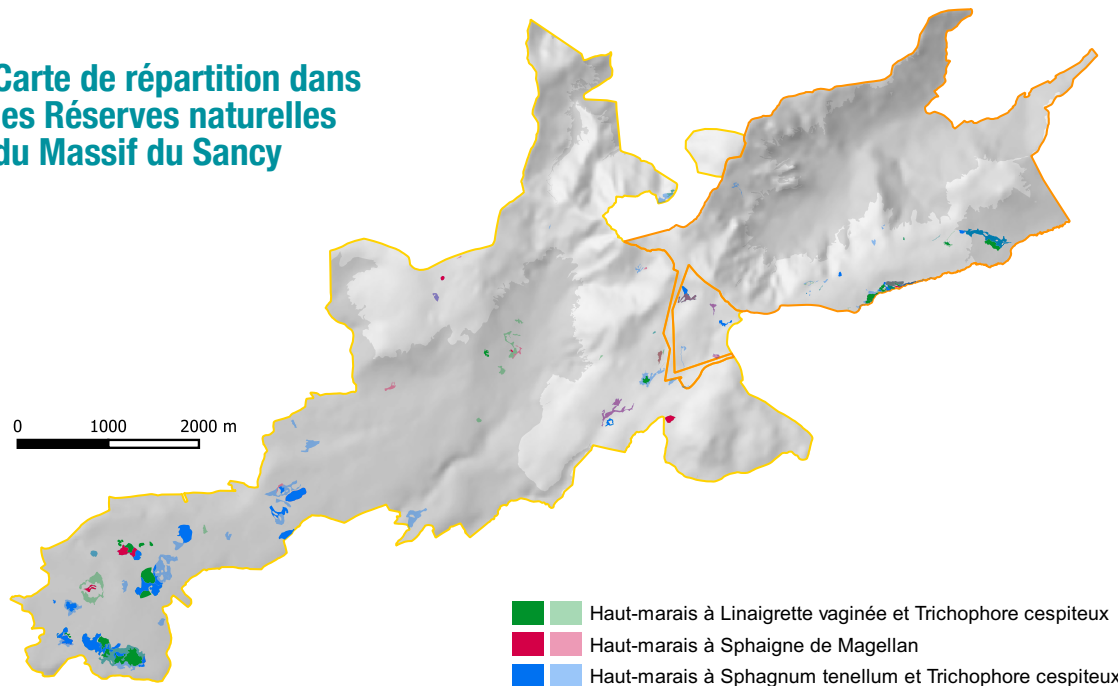 Carte de répartition dans
les Réserves naturelles
du Massif du Sancy
0 1000 2000 m
Haut-marais à Linaigrette vaginée et Trichophore cespiteux
Haut-marais à Sphaigne de Magellan
Haut-marais à Sphagnum tenellum et Trichophore cespiteux